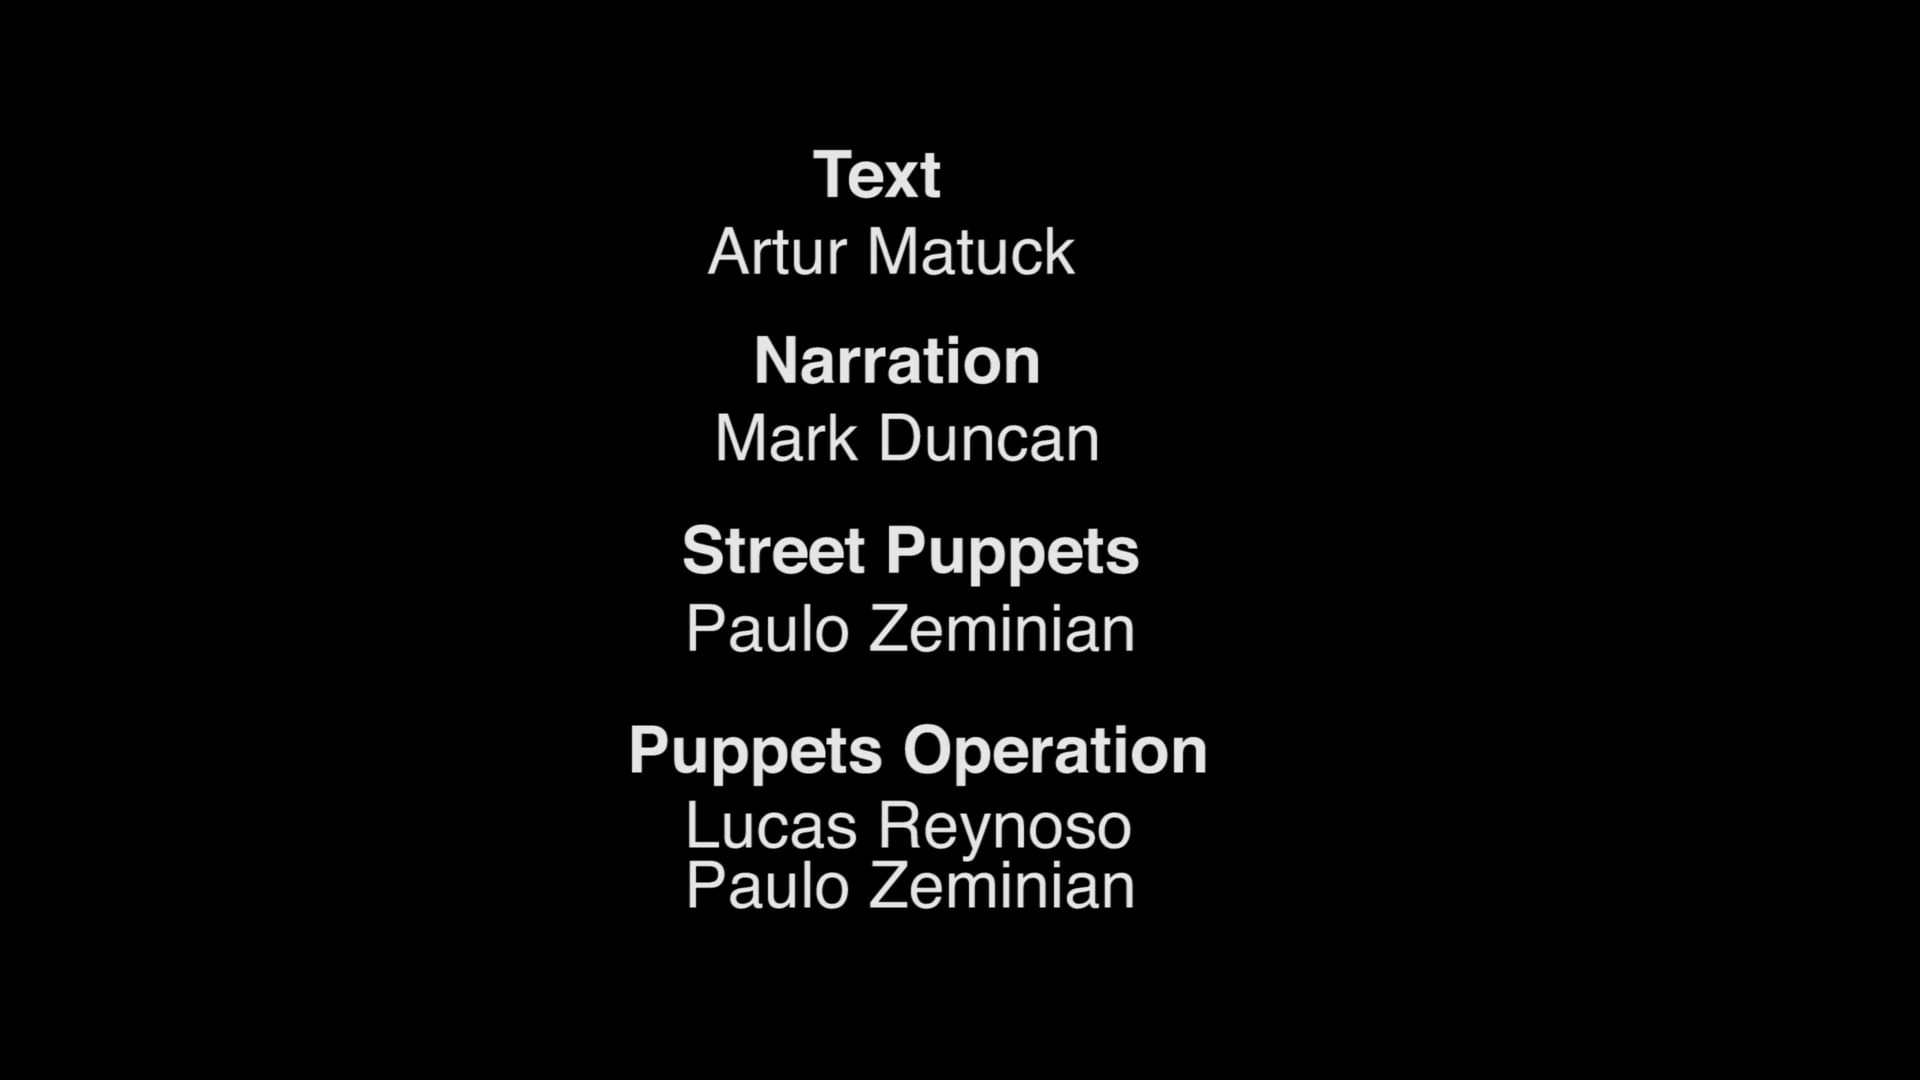 Text
Artur Matuck
Narration
Mark Duncan
Street Puppets
Paulo Zeminian
Puppets Operation
Lucas Reynoso
Paulo Zeminian